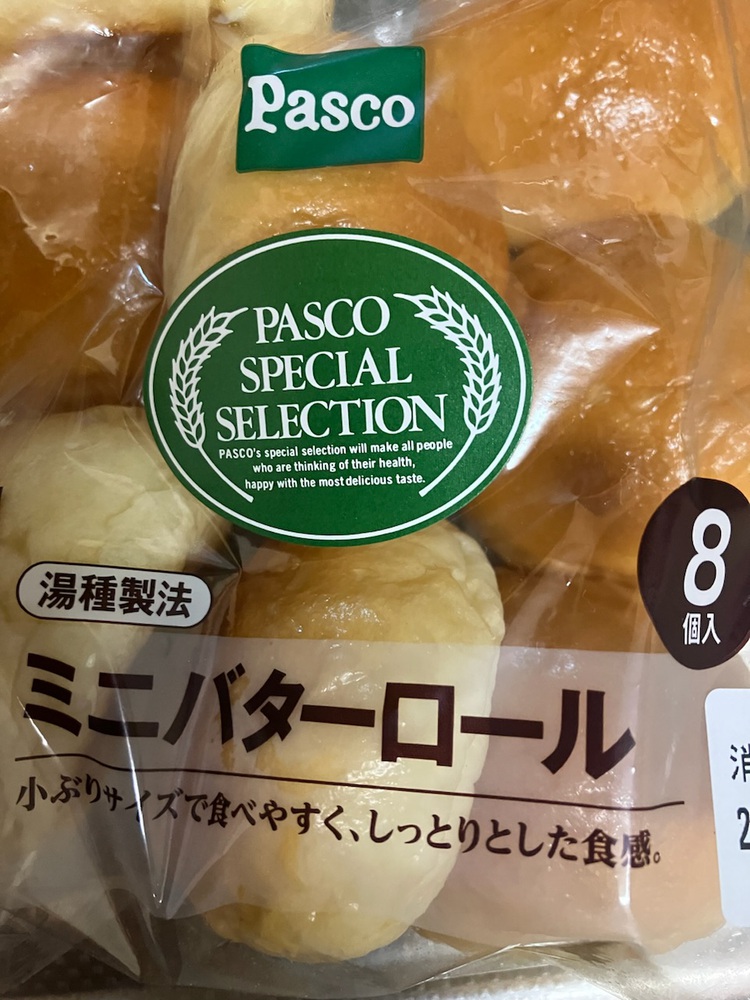 Pasco
PASCO
SPECIAL
SELECTION
PASCO's special selection will make all people
who are thinking of their health,
happy with the most delicious taste.
8
個入
湯種製法
ミニバターロール
小ぶりサイズで食べやすく、しっとりとした食感。
消
2